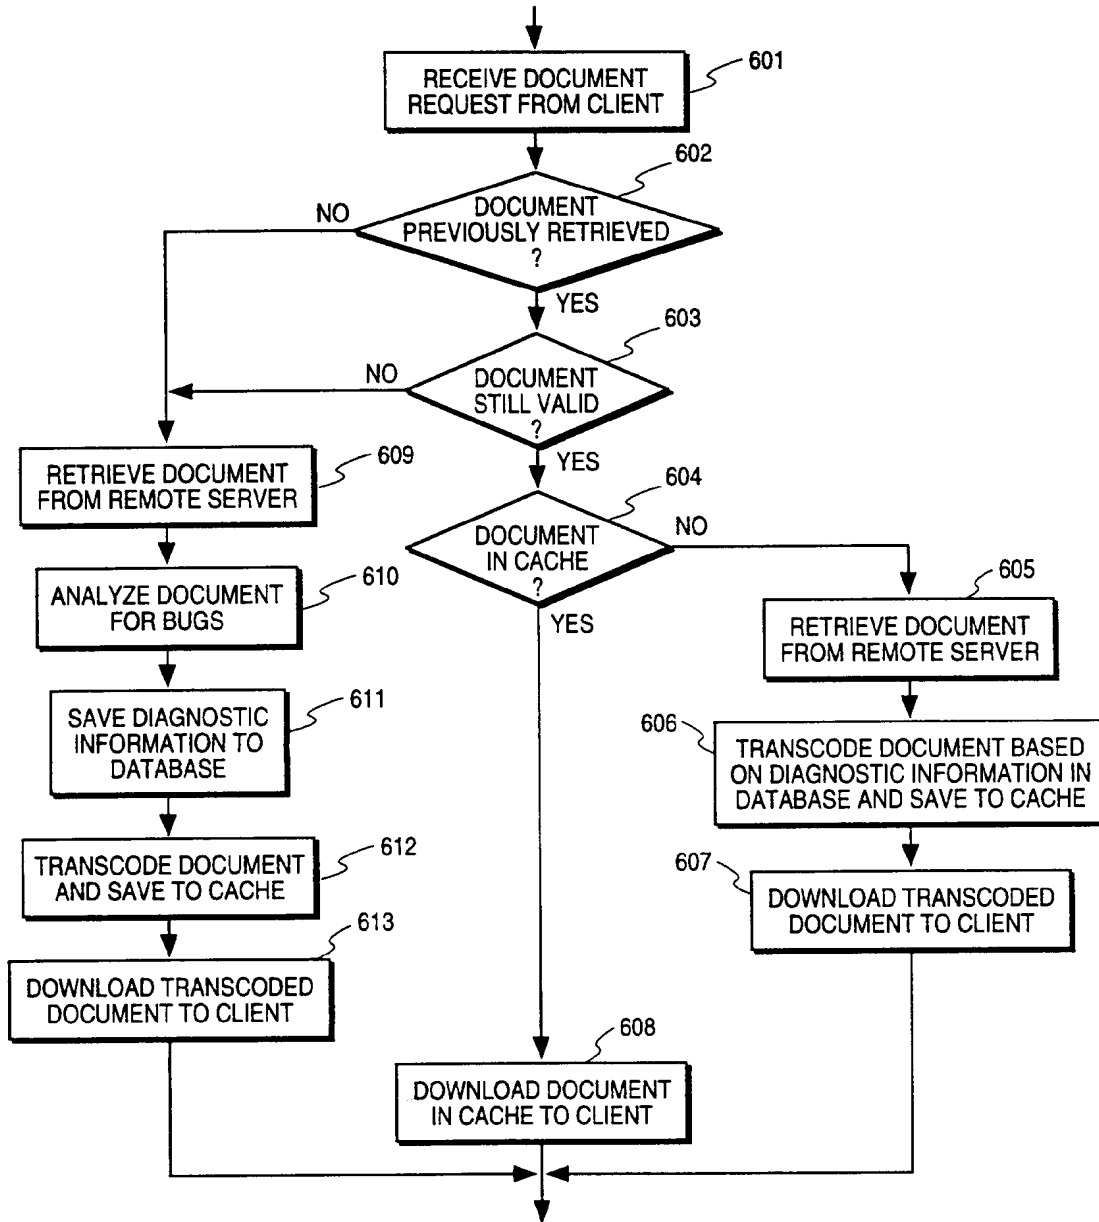 601
RECEIVE DOCUMENT
REQUEST FROM CLIENT
602
DOCUMENT
PREVIOUSLY RETRIEVED
?
NO
YES
603
DOCUMENT
STILL VALID
?
NO
YES
604
DOCUMENT
IN CACHE
?
NO
YES
609
RETRIEVE DOCUMENT
FROM REMOTE SERVER
610
ANALYZE DOCUMENT
FOR BUGS
611
SAVE DIAGNOSTIC
INFORMATION TO
DATABASE
612
TRANSCODE DOCUMENT
AND SAVE TO CACHE
613
DOWNLOAD TRANSCODED
DOCUMENT TO CLIENT
605
RETRIEVE DOCUMENT
FROM REMOTE SERVER
606
TRANSCODE DOCUMENT BASED
ON DIAGNOSTIC INFORMATION IN
DATABASE AND SAVE TO CACHE
607
DOWNLOAD TRANSCODED
DOCUMENT TO CLIENT
608
DOWNLOAD DOCUMENT
IN CACHE TO CLIENT